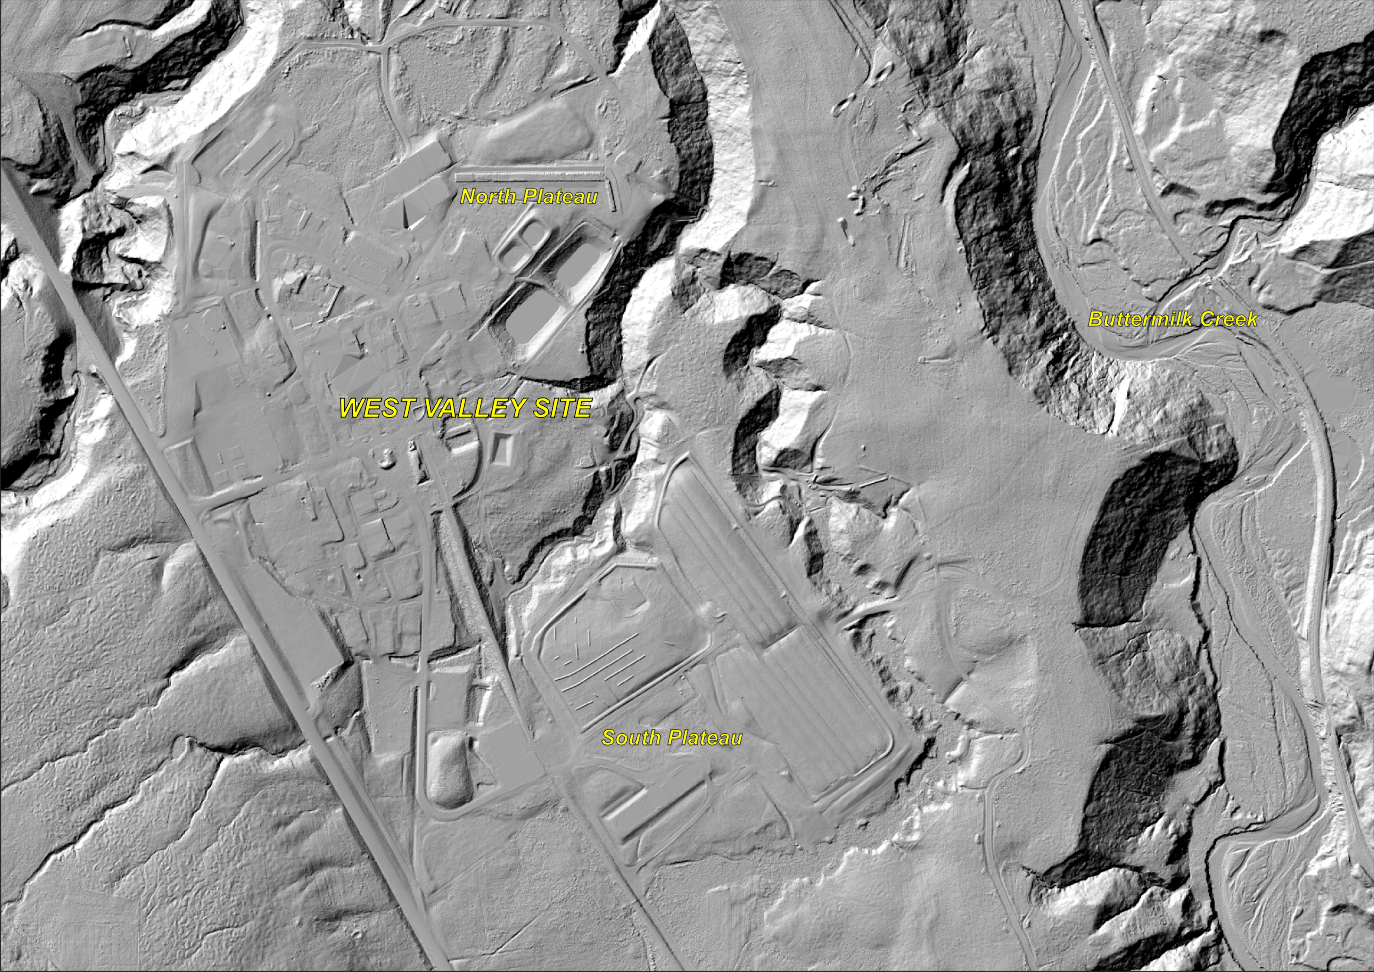 North Plateau
Buttermilk Creek
WEST VALLEY SITE
South Plateau